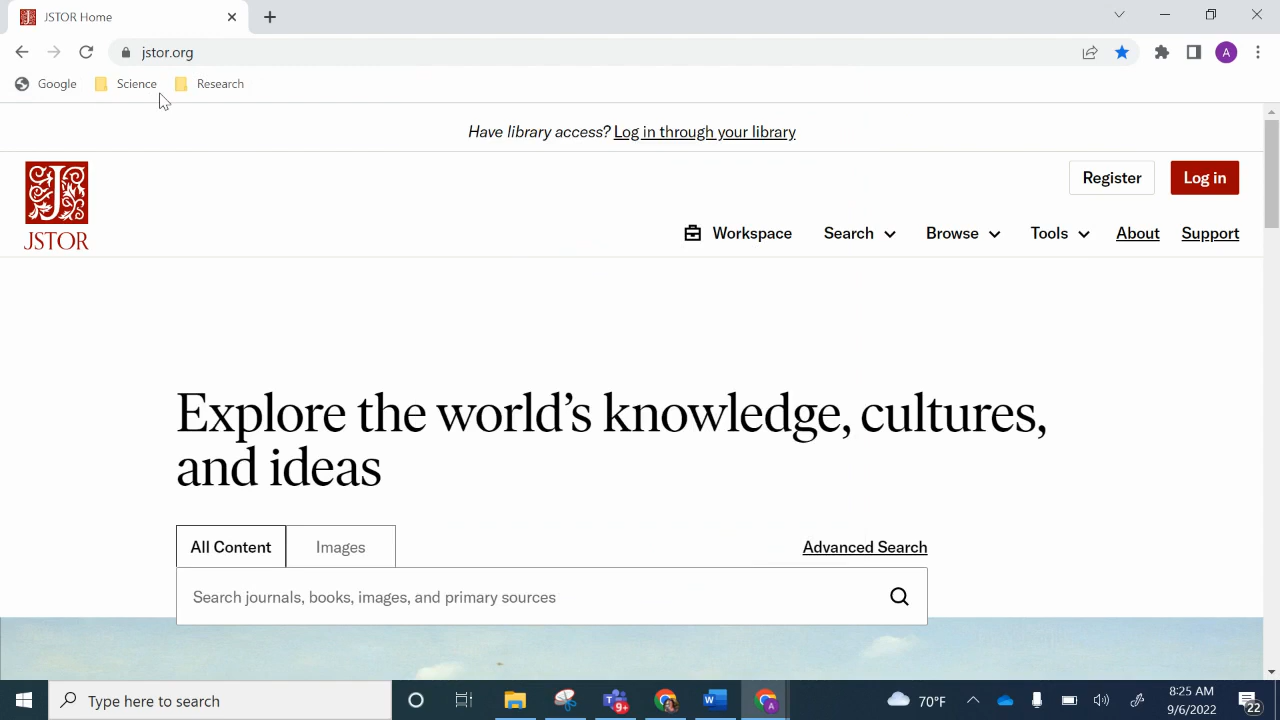 JSTOR Home
jstor.org
A
Google Science Research
Have library access? Log in through your library
J
JSTOR
Register Log in
Workspace Search Browse Tools About Support
Explore the world's knowledge, cultures,
and ideas
All Content Images Advanced Search
Search journals, books, images, and primary sources
Type here to search
9+
W
A
70°F
8:25 AM
9/6/2022
22